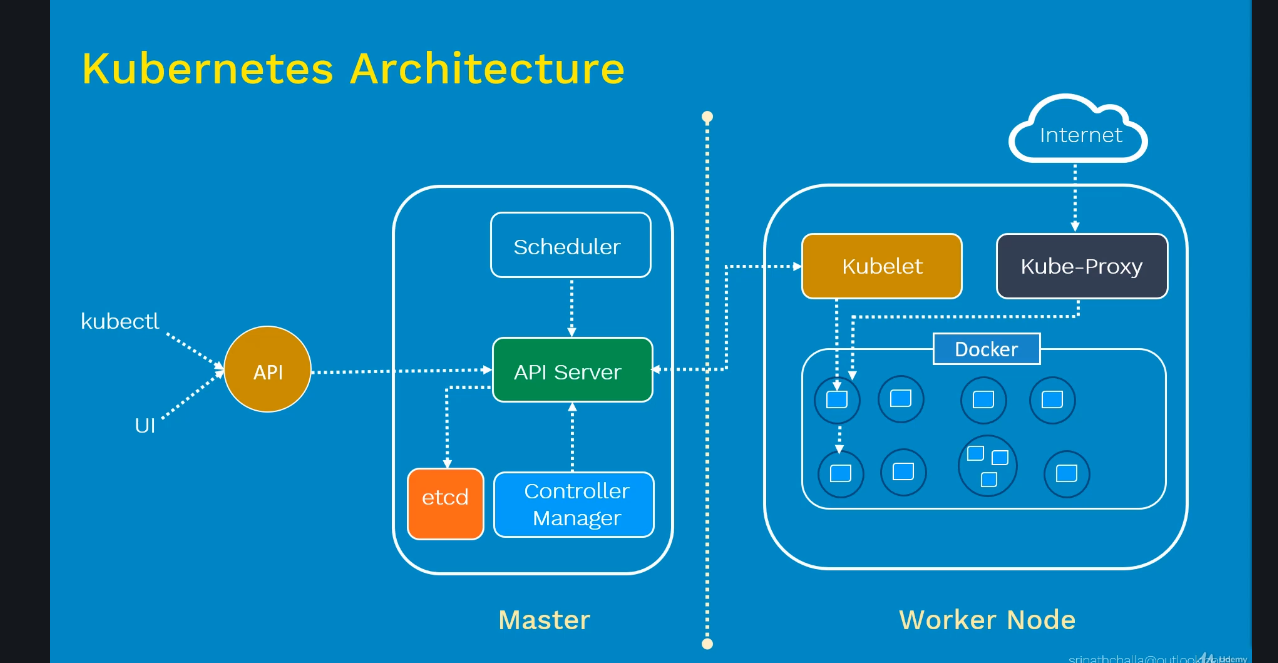 Kubernetes Architecture
Internet
Scheduler
Kubelet
Kube-Proxy
kubectl
API
API Server
Docker
UI
etcd
Controller
Manager
Master
Worker Node
Udemy